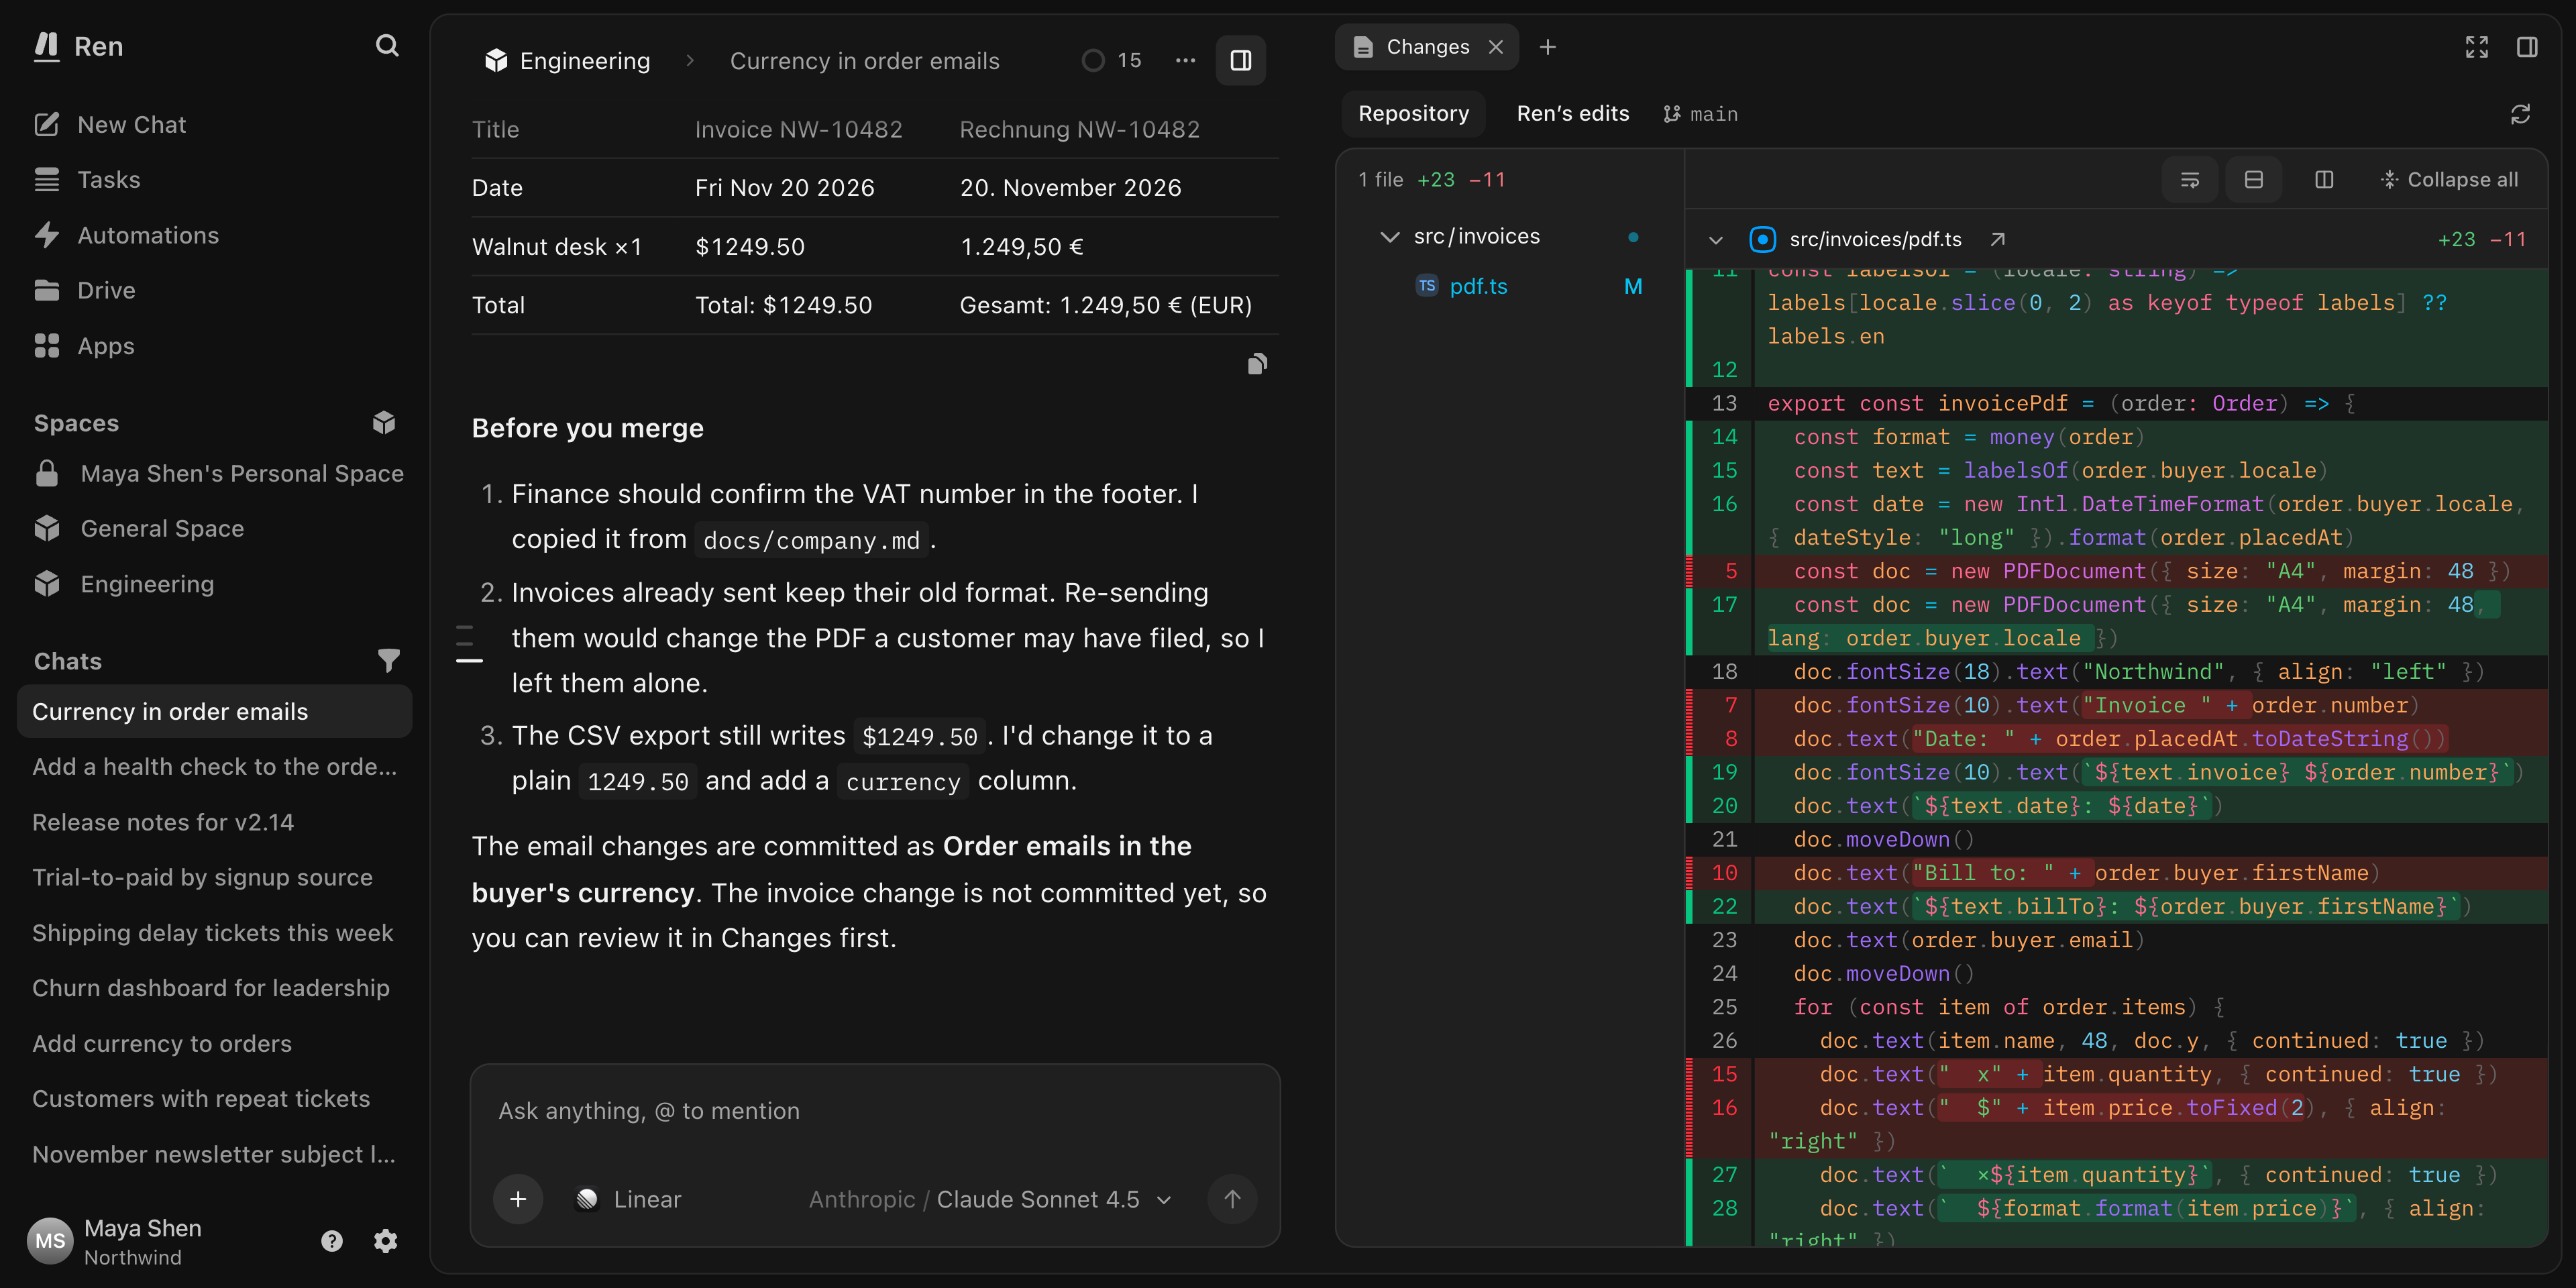 Ren
New Chat
Tasks
Automations
Drive
Apps
Spaces
Maya Shen's Personal Space
General Space
Engineering
Chats
Currency in order emails
Add a health check to the orde...
Release notes for v2.14
Trial-to-paid by signup source
Shipping delay tickets this week
Churn dashboard for leadership
Add currency to orders
Customers with repeat tickets
November newsletter subject l...
MS
Maya Shen
Northwind
Engineering > Currency in order emails 15
Title Invoice NW-10482 Rechnung NW-10482
Date Fri Nov 20 2026 20. November 2026
Walnut desk ×1 $1249.50 1.249,50 €
Total Total: $1249.50 Gesamt: 1.249,50 € (EUR)
Before you merge
1. Finance should confirm the VAT number in the footer. I
copied it from docs/company.md.
2. Invoices already sent keep their old format. Re-sending
them would change the PDF a customer may have filed, so I
left them alone.
3. The CSV export still writes $1249.50. I'd change it to a
plain 1249.50 and add a currency column.
The email changes are committed as Order emails in the
buyer's currency. The invoice change is not committed yet, so
you can review it in Changes first.
Ask anything, @ to mention
Linear
Anthropic / Claude Sonnet 4.5
Changes
Repository Ren's edits main
1 file +23 −11
src/invoices
TS pdf.ts M
Collapse all
src/invoices/pdf.ts +23 −11
11 const labelsOf = (locale: string) =>
labels[locale.slice(0, 2) as keyof typeof labels] ??
labels.en
12
13 export const invoicePdf = (order: Order) => {
14 const format = money(order)
15 const text = labelsOf(order.buyer.locale)
16 const date = new Intl.DateTimeFormat(order.buyer.locale,
{ dateStyle: "long" }).format(order.placedAt)
5 const doc = new PDFDocument({ size: "A4", margin: 48 })
17 const doc = new PDFDocument({ size: "A4", margin: 48,
lang: order.buyer.locale })
18 doc.fontSize(18).text("Northwind", { align: "left" })
7 doc.fontSize(10).text("Invoice " + order.number)
8 doc.text("Date: " + order.placedAt.toDateString())
19 doc.fontSize(10).text(`${text.invoice} ${order.number}`)
20 doc.text(`${text.date}: ${date}`)
21 doc.moveDown()
10 doc.text("Bill to: " + order.buyer.firstName)
22 doc.text(`${text.billTo}: ${order.buyer.firstName}`)
23 doc.text(order.buyer.email)
24 doc.moveDown()
25 for (const item of order.items) {
26 doc.text(item.name, 48, doc.y, { continued: true })
15 doc.text("  x" + item.quantity, { continued: true })
16 doc.text("  $" + item.price.toFixed(2), { align:
"right" })
27 doc.text(`  ×${item.quantity}`, { continued: true })
28 doc.text(`  ${format.format(item.price)}`, { align:
"right" })